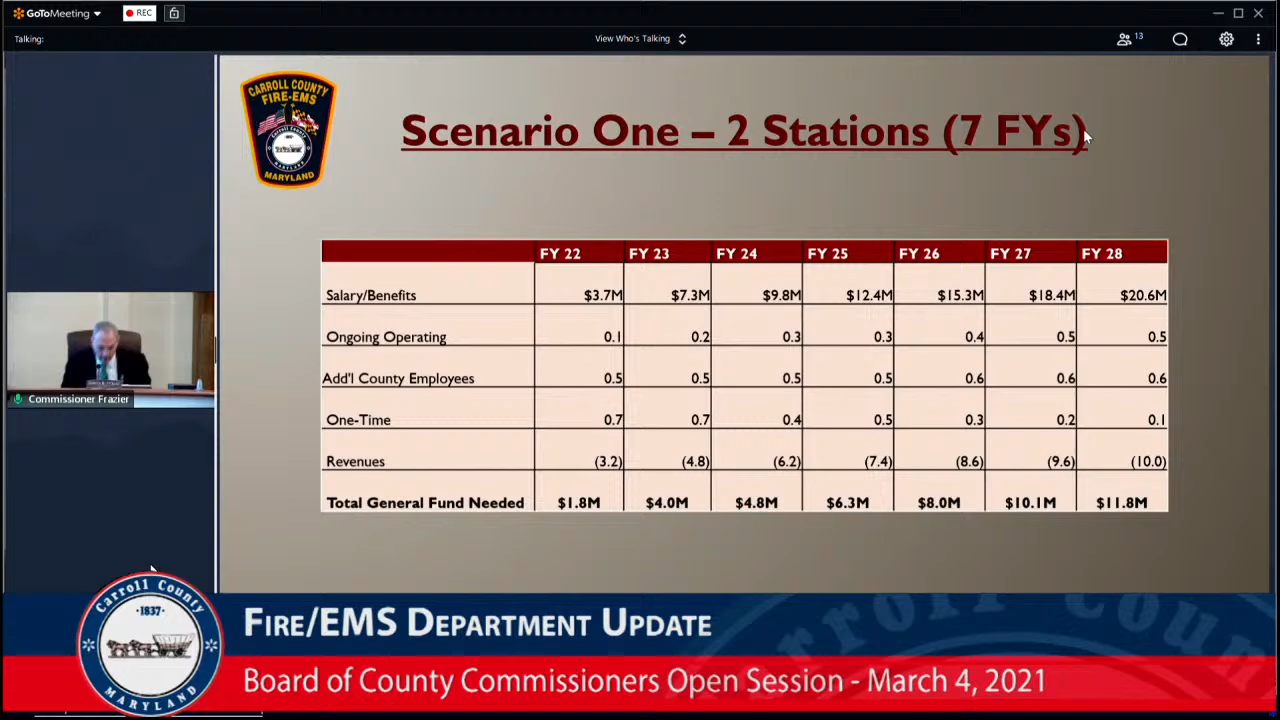 GoToMeeting REC
Talking: View Who's Talking 13
CARROLL COUNTY
FIRE-EMS
MARYLAND
Scenario One – 2 Stations (7 FYs)
FY 22 FY 23 FY 24 FY 25 FY 26 FY 27 FY 28
Salary/Benefits $3.7M $7.3M $9.8M $12.4M $15.3M $18.4M $20.6M
Ongoing Operating 0.1 0.2 0.3 0.3 0.4 0.5 0.5
Add'l County Employees 0.5 0.5 0.5 0.5 0.6 0.6 0.6
One-Time 0.7 0.7 0.4 0.5 0.3 0.2 0.1
Revenues (3.2) (4.8) (6.2) (7.4) (8.6) (9.6) (10.0)
Total General Fund Needed $1.8M $4.0M $4.8M $6.3M $8.0M $10.1M $11.8M
Commissioner Frazier
Carroll County
1837
MARYLAND
FIRE/EMS DEPARTMENT UPDATE
Board of County Commissioners Open Session - March 4, 2021